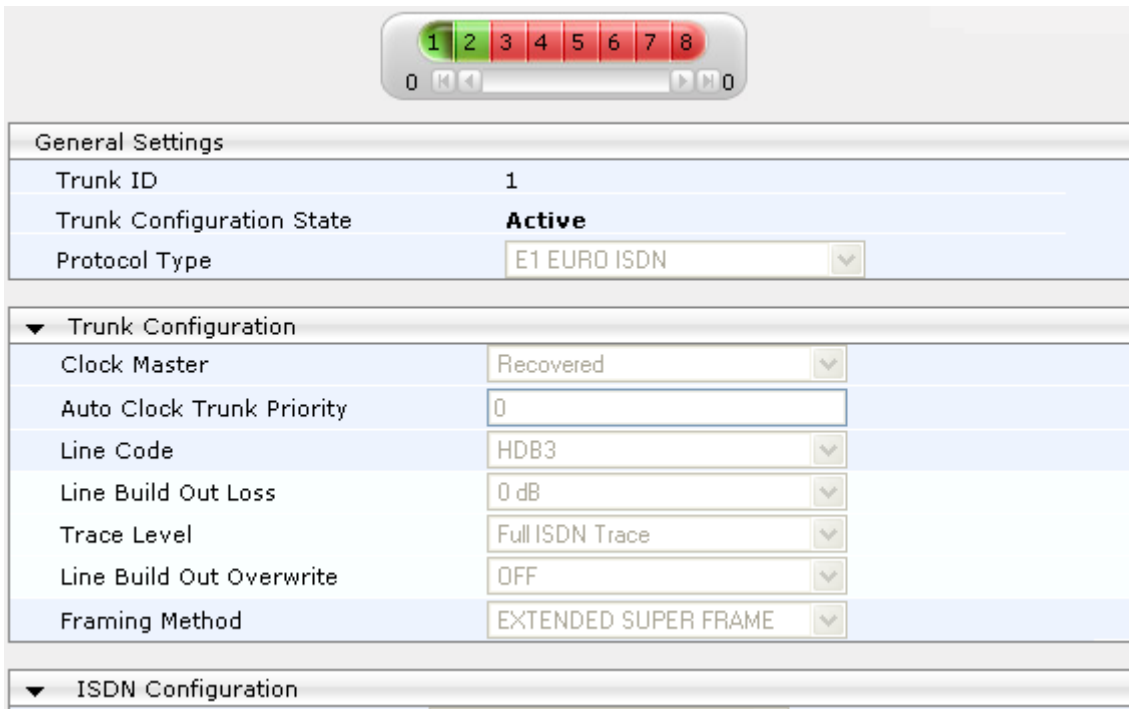 1 2 3 4 5 6 7 8
0 0
General Settings
Trunk ID 1
Trunk Configuration State Active
Protocol Type E1 EURO ISDN
Trunk Configuration
Clock Master Recovered
Auto Clock Trunk Priority 0
Line Code HDB3
Line Build Out Loss 0 dB
Trace Level Full ISDN Trace
Line Build Out Overwrite OFF
Framing Method EXTENDED SUPER FRAME
ISDN Configuration